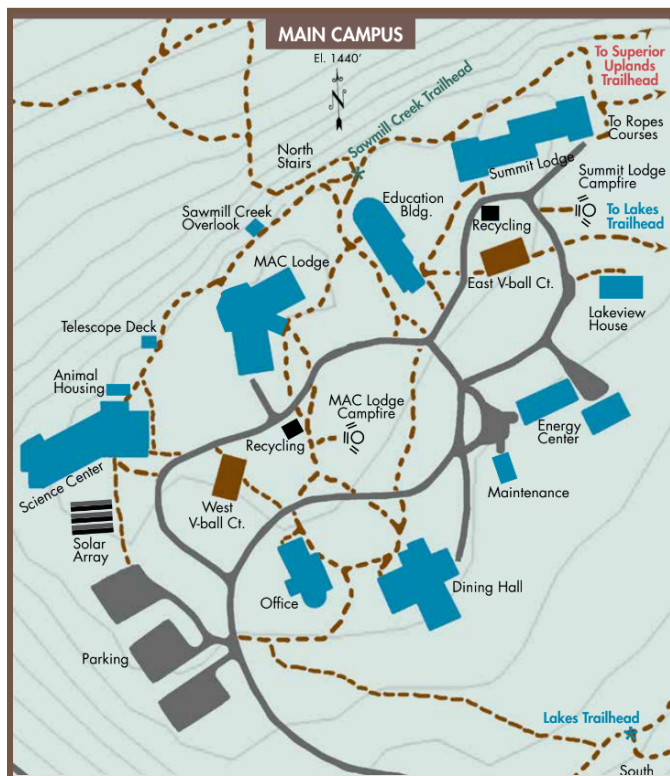 MAIN CAMPUS
El. 1440'
N
To Superior
Uplands
Trailhead
Sawmill Creek Trailhead
To Ropes
Courses
North
Stairs
Summit Lodge
Summit Lodge
Campfire
Education
Bldg.
Sawmill Creek
Overlook
Recycling
To Lakes
Trailhead
MAC Lodge
East V-ball Ct.
Lakeview
House
Telescope Deck
Animal
Housing
MAC Lodge
Campfire
Energy
Center
Recycling
Science Center
Maintenance
West
V-ball Ct.
Solar
Array
Dining Hall
Office
Parking
Lakes Trailhead
South